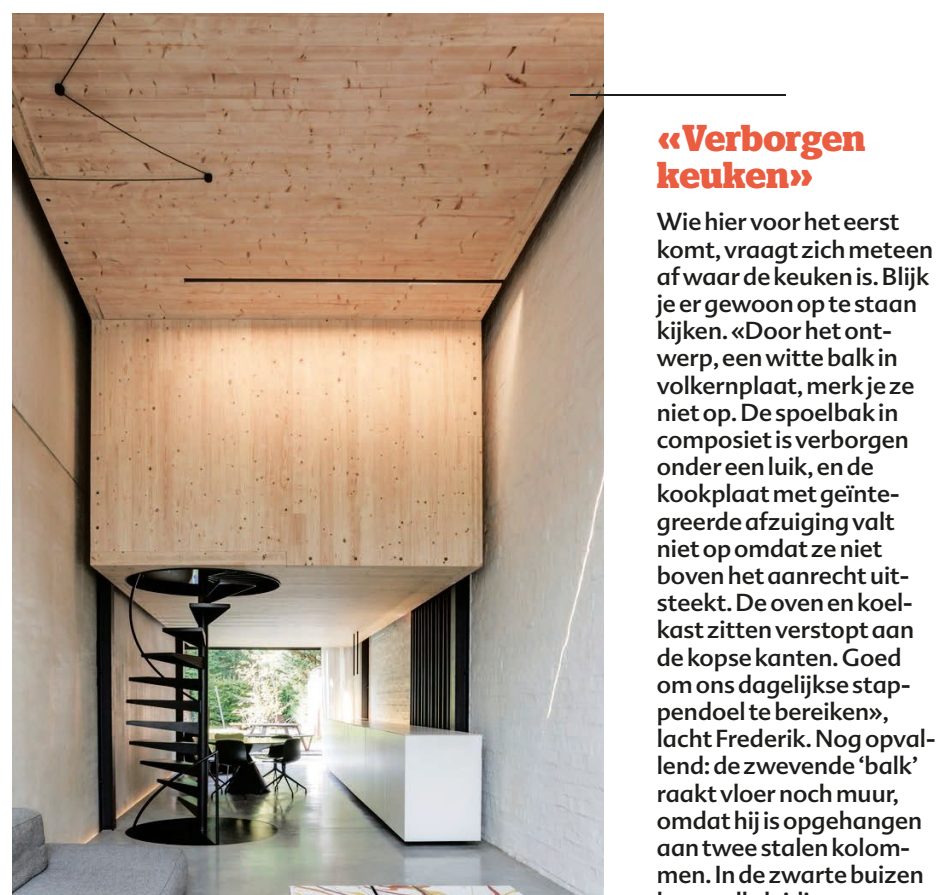 «Verborgen
keuken»
Wie hier voor het eerst
komt, vraagt zich meteen
af waar de keuken is. Blijk
je er gewoon op te staan
kijken. «Door het ont-
werp, een witte balk in
volkernplaat, merk je ze
niet op. De spoelbak in
composiet is verborgen
onder een luik, en de
kookplaat met geïnte-
greerde afzuiging valt
niet op omdat ze niet
boven het aanrecht uit-
steekt. De oven en koel-
kast zitten verstopt aan
de kopse kanten. Goed
om ons dagelijkse stap-
pendoel te bereiken»,
lacht Frederik. Nog opval-
lend: de zwevende ‘balk’
raakt vloer noch muur,
omdat hij is opgehangen
aan twee stalen kolom-
men. In de zwarte buizen